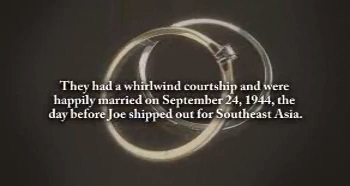 They had a whirlwind courtship and were
happily married on September 24, 1944, the
day before Joe shipped out for Southeast Asia.